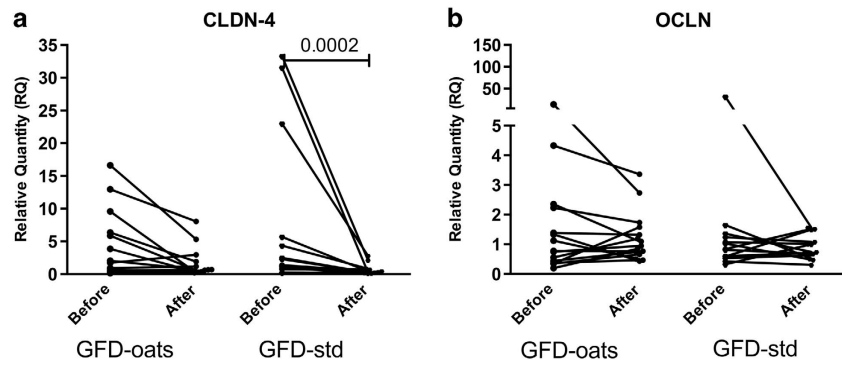 a
CLDN-4
Relative Quantity (RQ)
35
30
25
20
15
10
5
0
0.0002
Before
After
Before
After
GFD-oats
GFD-std
b
OCLN
Relative Quantity (RQ)
150
100
50
5
4
3
2
1
0
Before
After
Before
After
GFD-oats
GFD-std